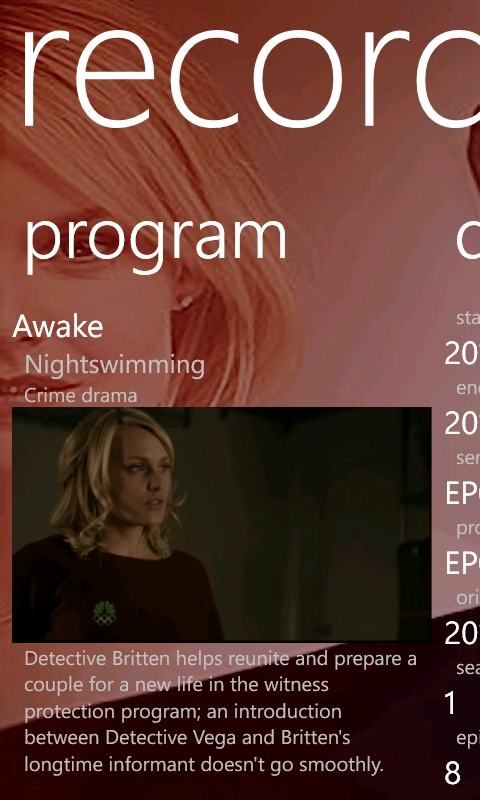 record
program
Awake
Nightswimming
Crime drama
Detective Britten helps reunite and prepare a
couple for a new life in the witness
protection program; an introduction
between Detective Vega and Britten's
longtime informant doesn't go smoothly.
sta
20
en
20
ser
EP
pro
EP
ori
20
sea
1
epi
8